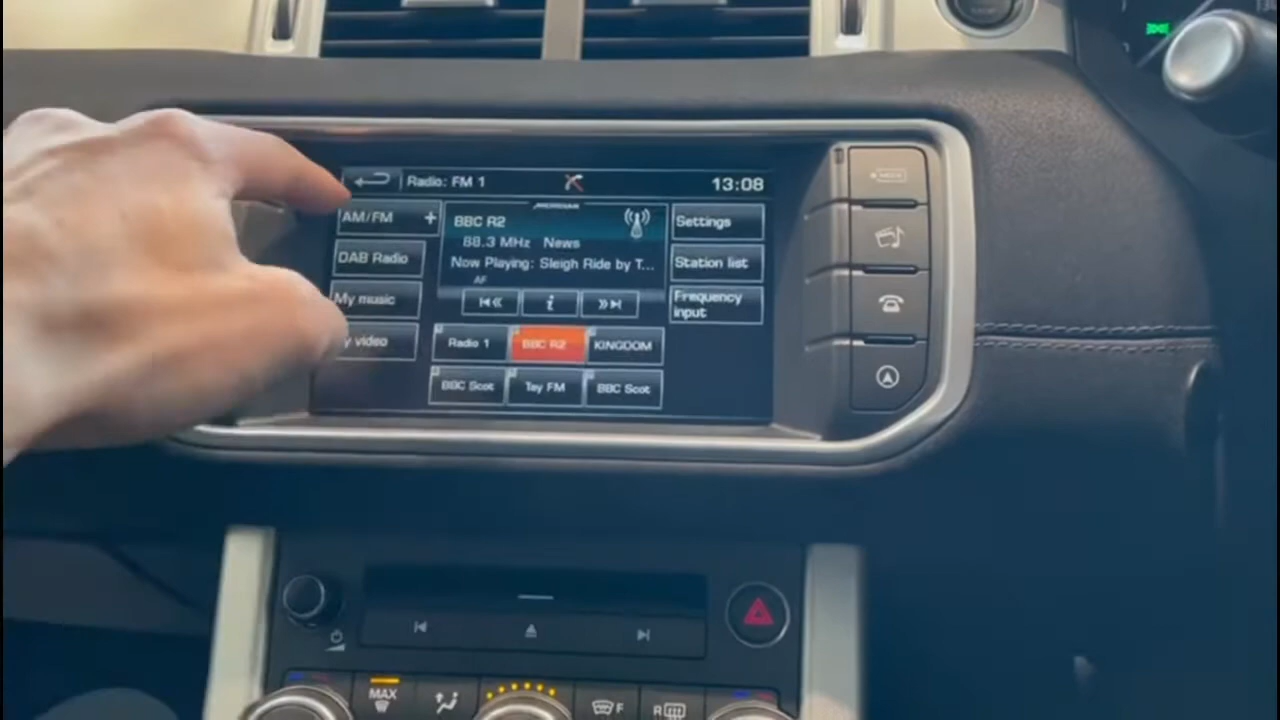 Radio: FM 1
13:08
AM/FM +
DAB Radio
My music
y video
MERIDIAN
BBC R2
88.3 MHz News
Now Playing: Sleigh Ride by T...
AF
i
Settings
Station list
Frequency
input
Radio 1
BBC R2
KINGDOM
BBC Scot
Tay FM
BBC Scot
MAX
F
R